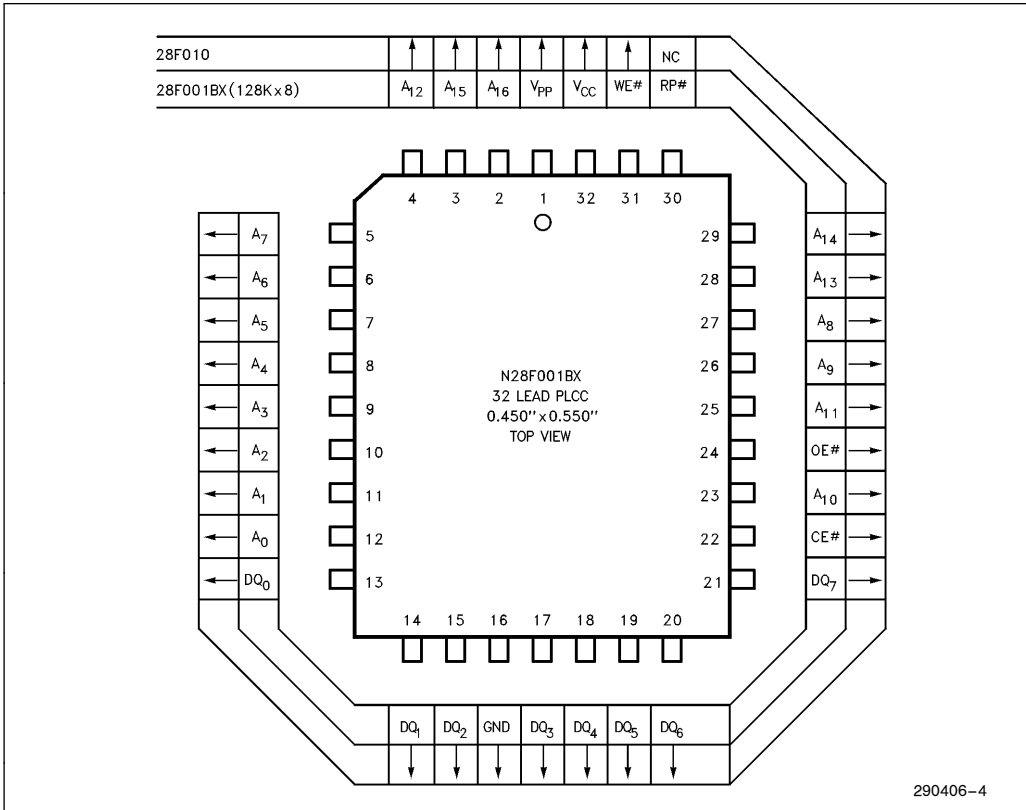 28F010 NC
28F001BX(128Kx8) A12 A15 A16 VPP VCC WE# RP#
4 3 2 1 32 31 30
A7 5 29 A14
A6 6 28 A13
A5 7 27 A8
A4 8 26 A9
A3 9 25 A11
A2 10 24 OE#
A1 11 23 A10
A0 12 22 CE#
DQ0 13 21 DQ7
N28F001BX
32 LEAD PLCC
0.450"x0.550"
TOP VIEW
14 15 16 17 18 19 20
DQ1 DQ2 GND DQ3 DQ4 DQ5 DQ6
290406-4